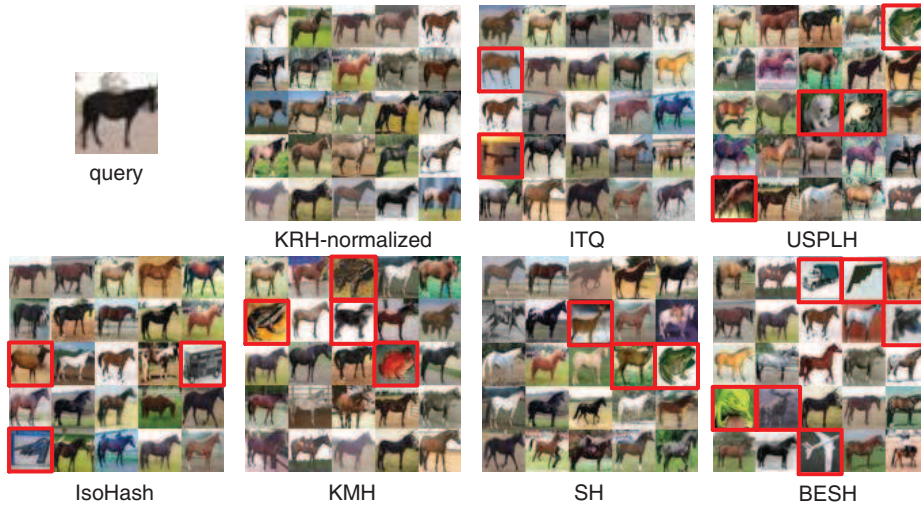 query
KRH-normalized
ITQ
USPLH
IsoHash
KMH
SH
BESH